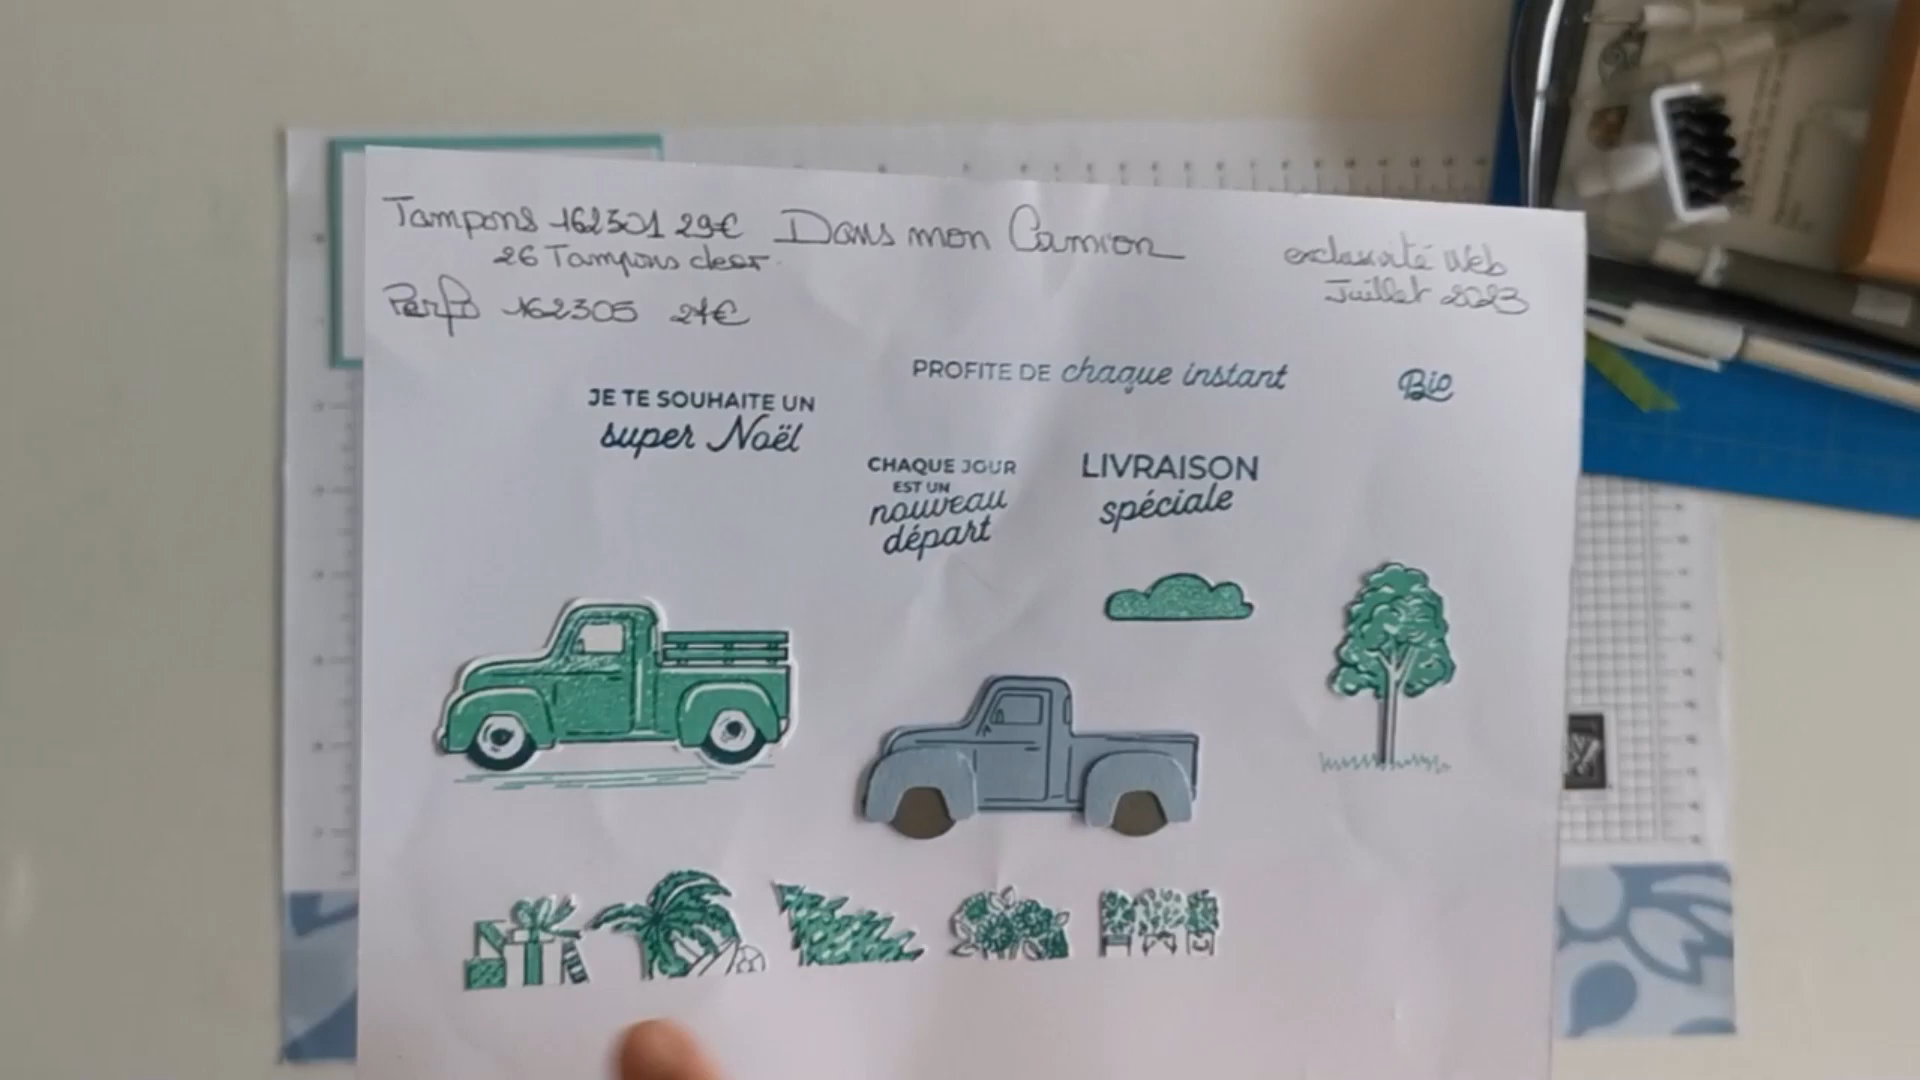 Tampons 162301 29€ Dans mon Camion
26 Tampons clear
Perfo 162305 27€
exclusivité Web
Juillet 2023
PROFITE DE chaque instant
Bio
JE TE SOUHAITE UN
super Noël
CHAQUE JOUR
EST UN
nouveau
départ
LIVRAISON
spéciale